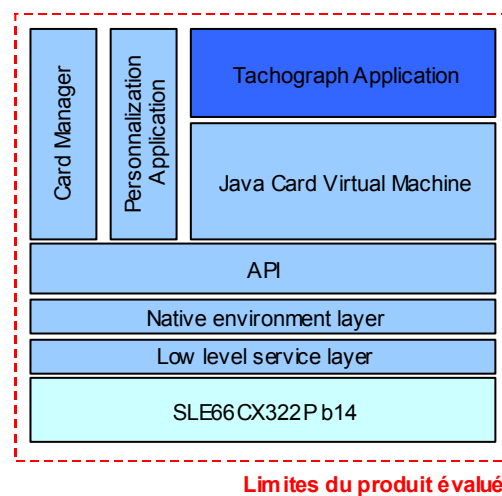 Card Manager
Personnalization
Application
Tachograph Application
Java Card Virtual Machine
API
Native environment layer
Low level service layer
SLE66CX322P b14
Limites du produit évalué